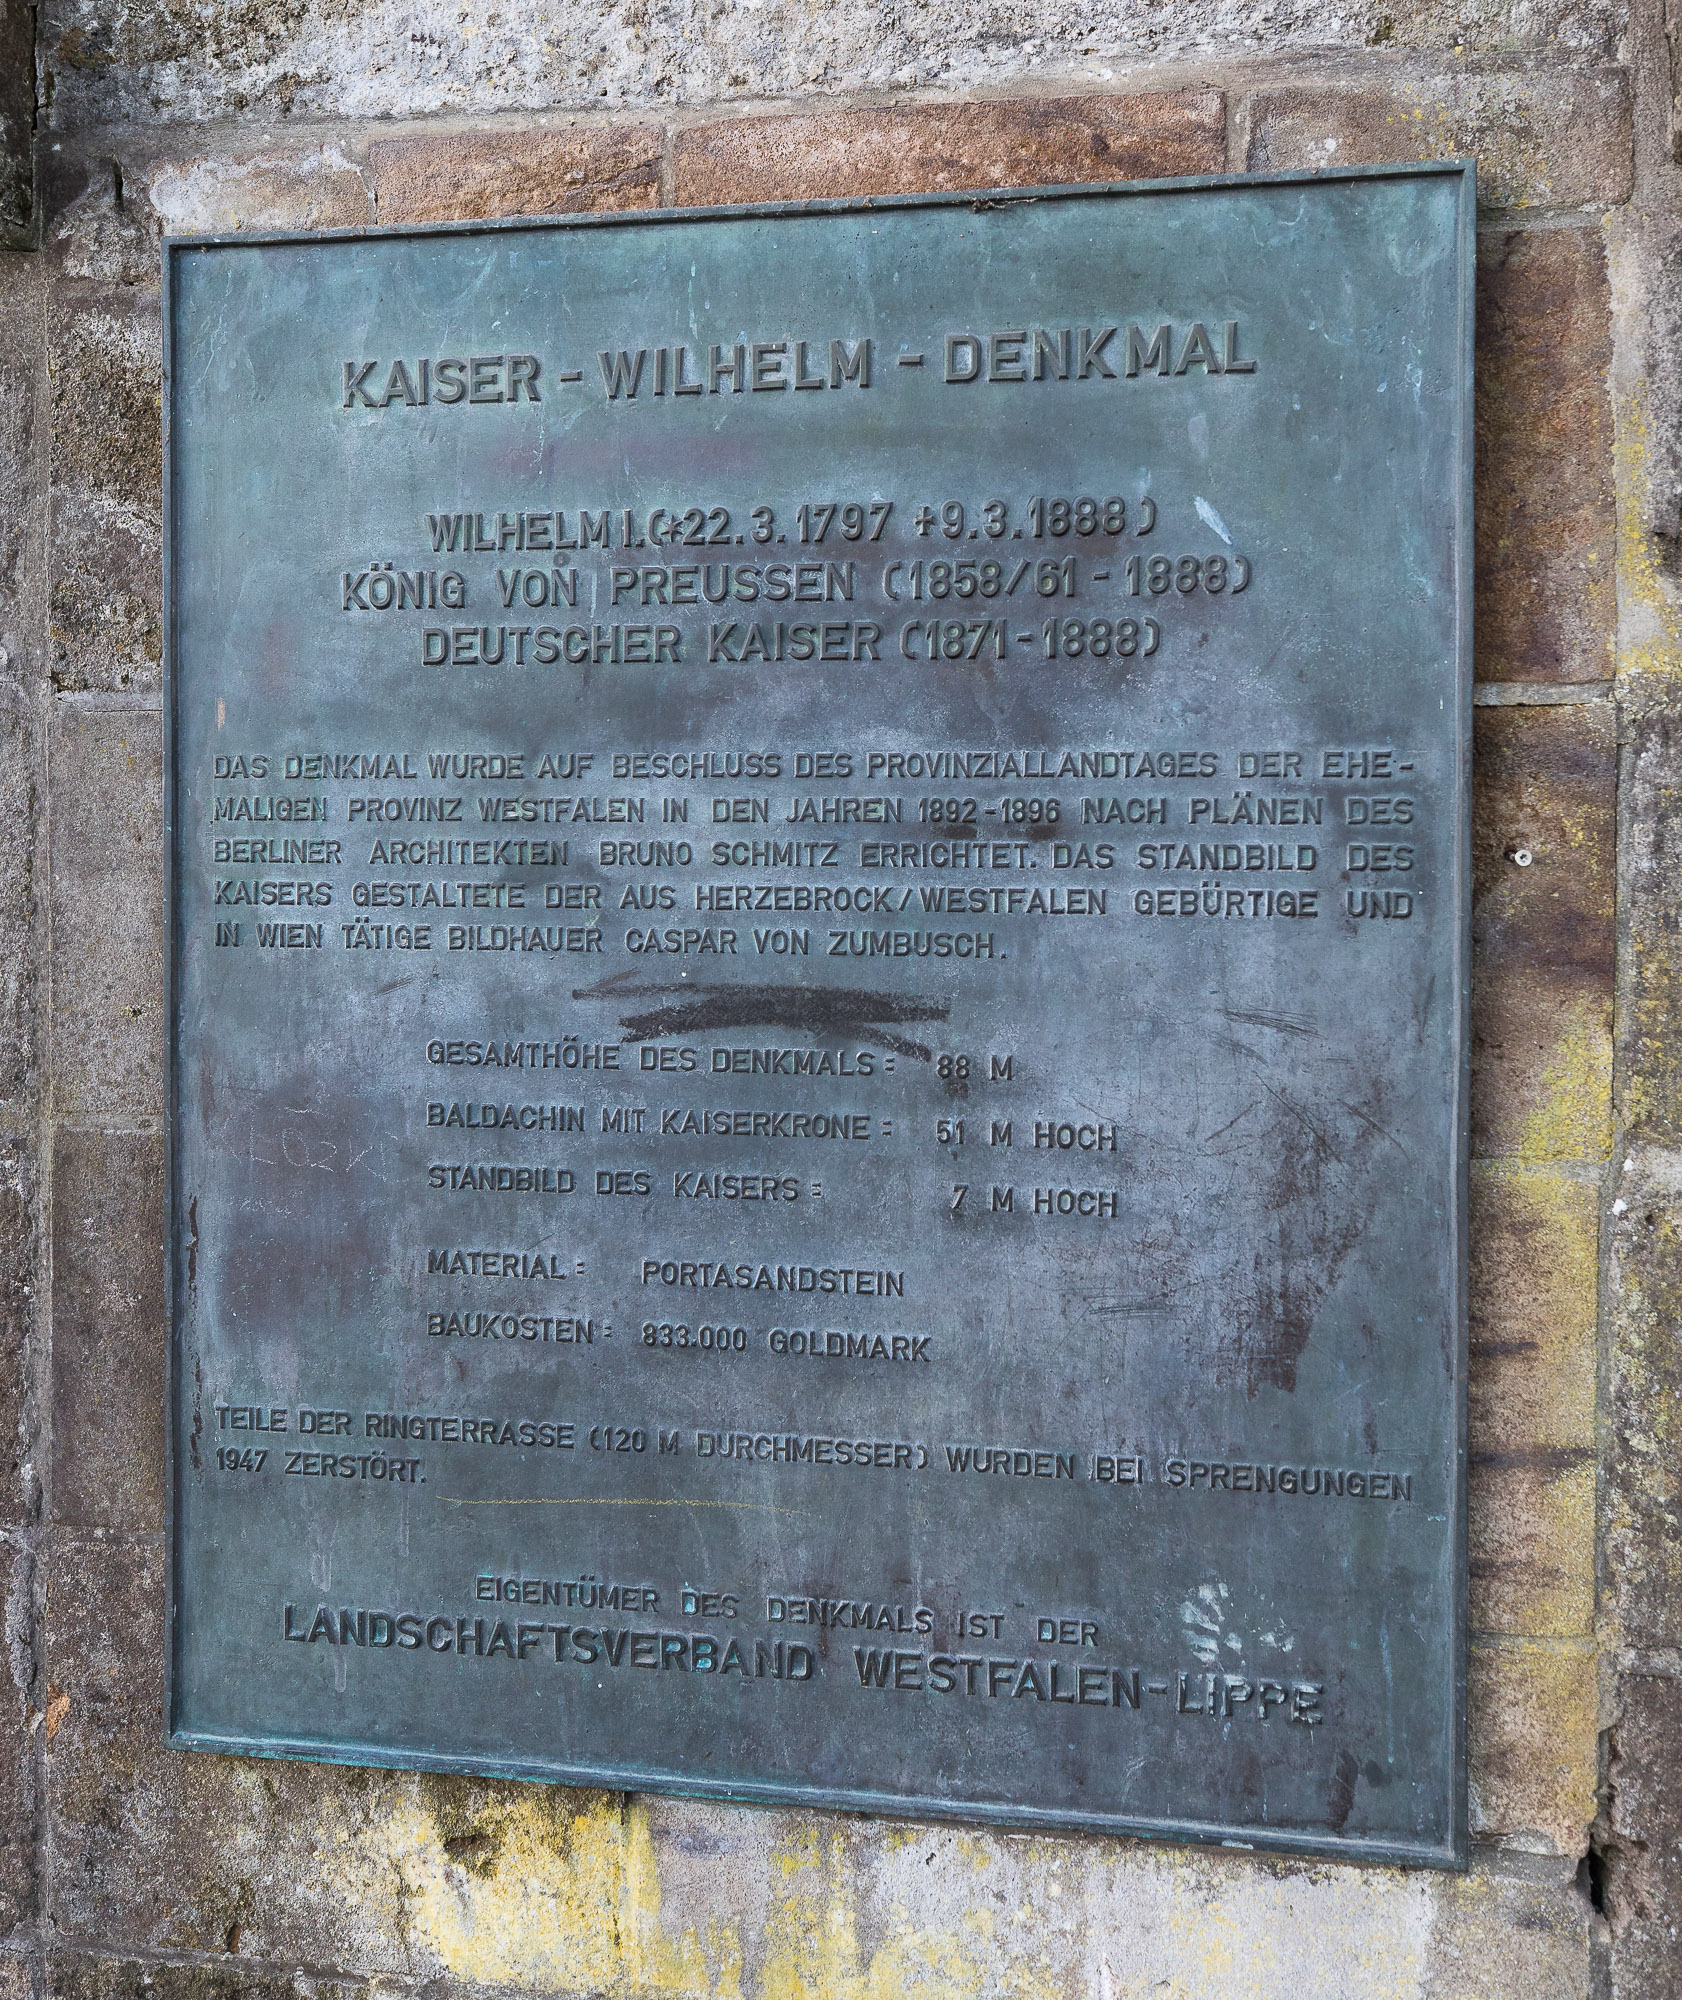 KAISER - WILHELM - DENKMAL
WILHELM I. (*22.3.1797 +9.3.1888)
KÖNIG VON PREUSSEN (1858/61 - 1888)
DEUTSCHER KAISER (1871 - 1888)
DAS DENKMAL WURDE AUF BESCHLUSS DES PROVINZIALLANDTAGES DER EHE-
MALIGEN PROVINZ WESTFALEN IN DEN JAHREN 1892 - 1896 NACH PLÄNEN DES
BERLINER ARCHITEKTEN BRUNO SCHMITZ ERRICHTET. DAS STANDBILD DES
KAISERS GESTALTETE DER AUS HERZEBROCK/WESTFALEN GEBÜRTIGE UND
IN WIEN TÄTIGE BILDHAUER CASPAR VON ZUMBUSCH.
GESAMTHÖHE DES DENKMALS: 88 M
BALDACHIN MIT KAISERKRONE: 51 M HOCH
STANDBILD DES KAISERS: 7 M HOCH
MATERIAL: PORTASANDSTEIN
BAUKOSTEN: 833.000 GOLDMARK
TEILE DER RINGTERRASSE (120 M DURCHMESSER) WURDEN BEI SPRENGUNGEN
1947 ZERSTÖRT.
EIGENTÜMER DES DENKMALS IST DER
LANDSCHAFTSVERBAND WESTFALEN-LIPPE